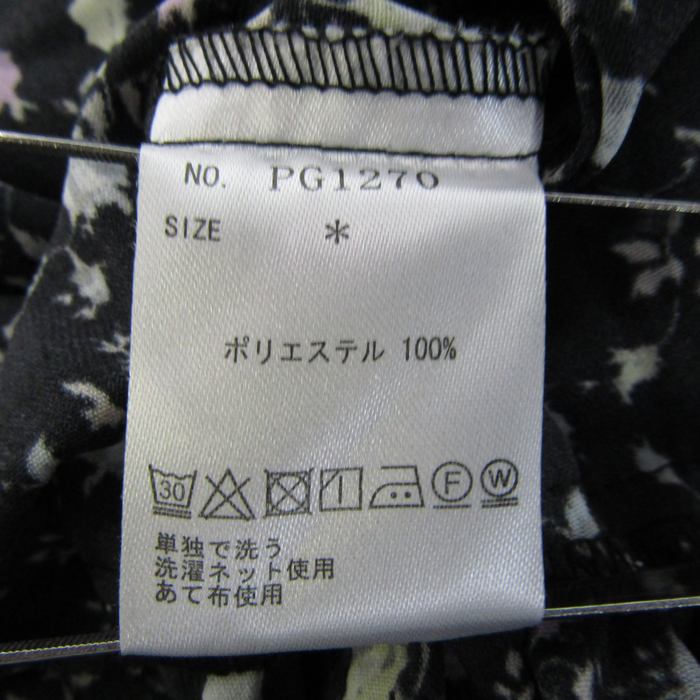 NO. PG1270
SIZE *
ポリエステル 100%
30 F W
単独で洗う
洗濯ネット使用
あて布使用